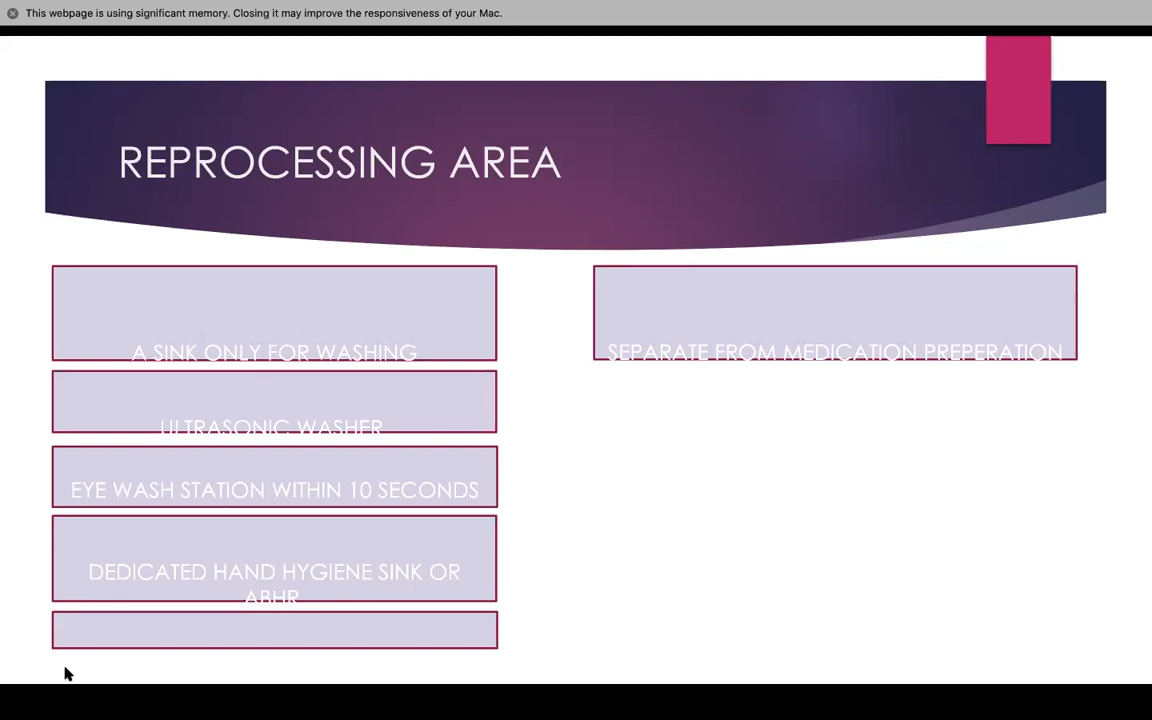 This webpage is using significant memory. Closing it may improve the responsiveness of your Mac.
REPROCESSING AREA
A SINK ONLY FOR WASHING
ULTRASONIC WASHER
EYE WASH STATION WITHIN 10 SECONDS
DEDICATED HAND HYGIENE SINK OR
ABHR
SEPARATE FROM MEDICATION PREPERATION